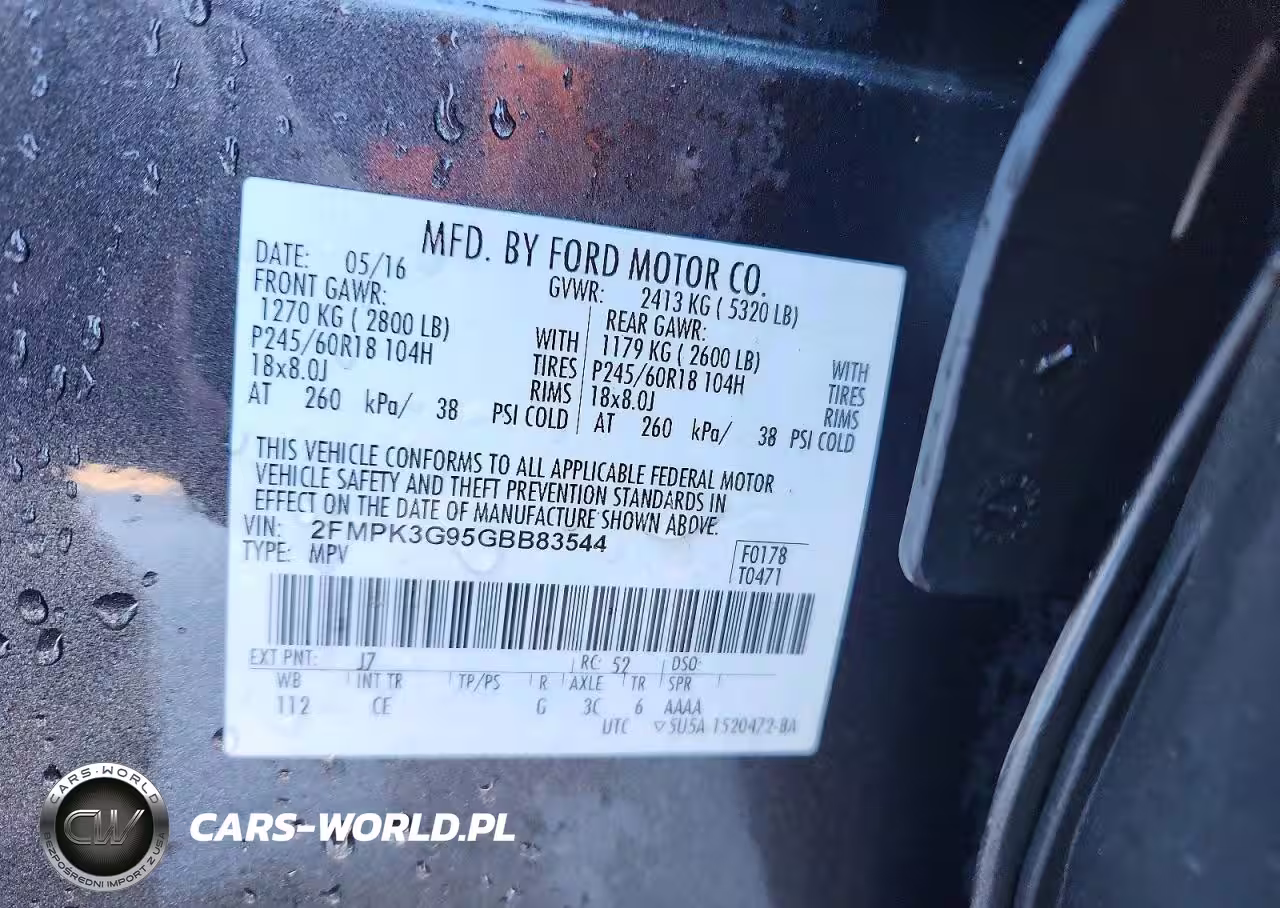 MFD. BY FORD MOTOR CO.
DATE: 05/16 GVWR: 2413 KG ( 5320 LB)
FRONT GAWR: REAR GAWR:
1270 KG ( 2800 LB) WITH 1179 KG ( 2600 LB) WITH
P245/60R18 104H TIRES P245/60R18 104H TIRES
18x8.0J RIMS 18x8.0J RIMS
AT 260 kPa/ 38 PSI COLD AT 260 kPa/ 38 PSI COLD
THIS VEHICLE CONFORMS TO ALL APPLICABLE FEDERAL MOTOR
VEHICLE SAFETY AND THEFT PREVENTION STANDARDS IN
EFFECT ON THE DATE OF MANUFACTURE SHOWN ABOVE.
VIN: 2FMPK3G95GBB83544
TYPE: MPV
F0178
T0471
EXT PNT: J7 RC: 52 DSO:
WB INT TR TP/PS R AXLE TR SPR
112 CE G 3C 6 AAAA
UTC ▽5U5A 1520472-BA
CARS-WORLD
CW
BEZPOŚREDNI IMPORT Z USA
CARS-WORLD.PL